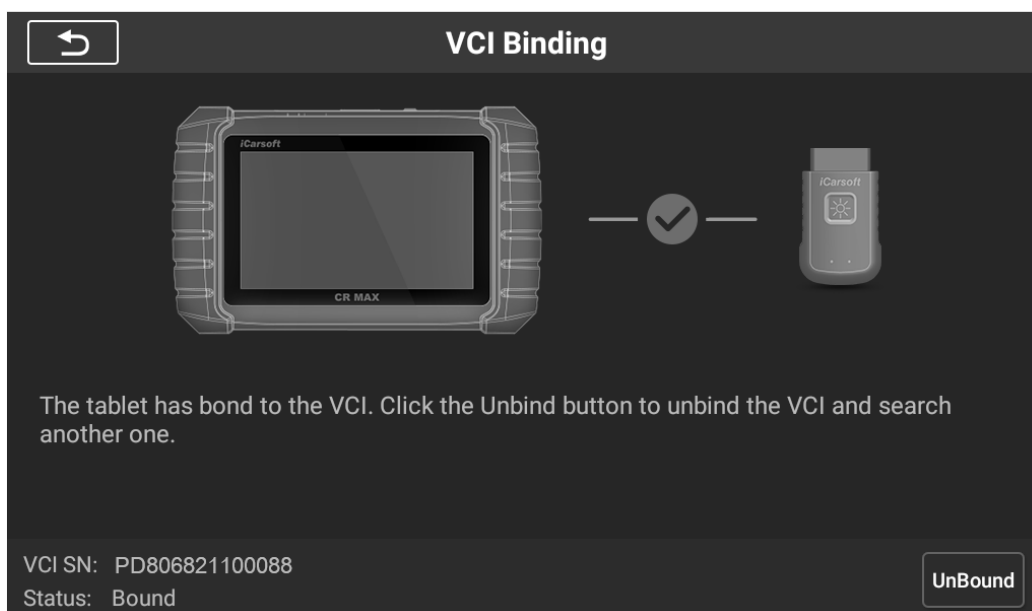 VCI Binding
iCarsoft
iCarsoft
CR MAX
The tablet has bond to the VCI. Click the Unbind button to unbind the VCI and search
another one.
VCI SN: PD806821100088
UnBound
Status: Bound